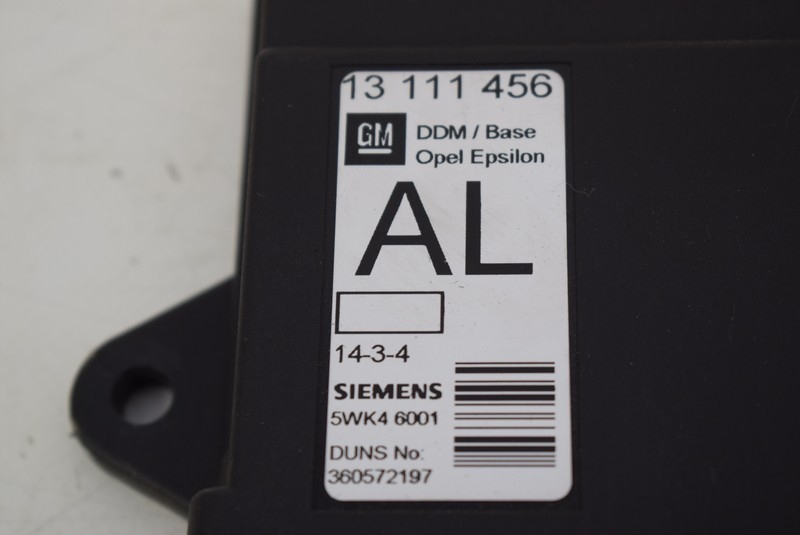 13 111 456
GM
DDM / Base
Opel Epsilon
AL
14-3-4
SIEMENS
5WK4 6001
DUNS No:
360572197